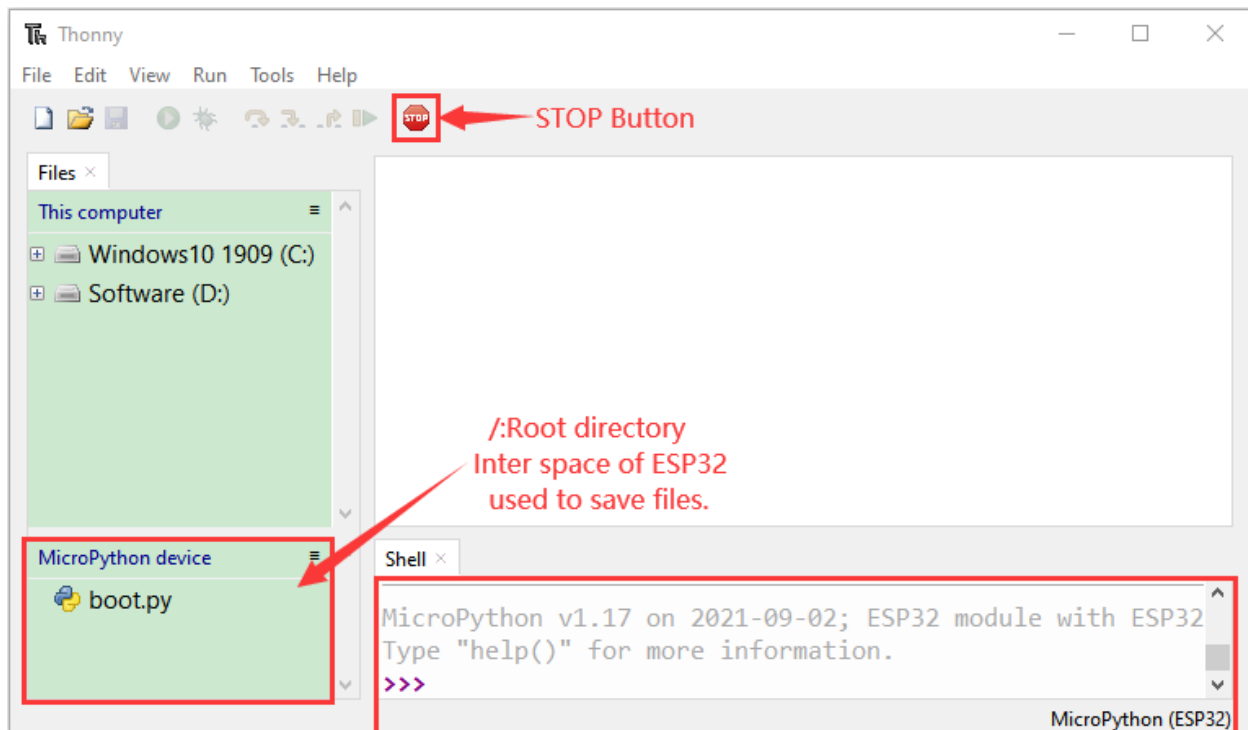 Thonny
File Edit View Run Tools Help
STOP
STOP Button
Files
This computer
Windows10 1909 (C:)
Software (D:)
/:Root directory
Inter space of ESP32
used to save files.
MicroPython device
boot.py
Shell
MicroPython v1.17 on 2021-09-02; ESP32 module with ESP32
Type "help()" for more information.
>>>
MicroPython (ESP32)